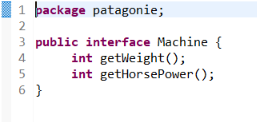 1 package patagonie;
2
3 public interface Machine {
4     int getWeight();
5     int getHorsePower();
6 }